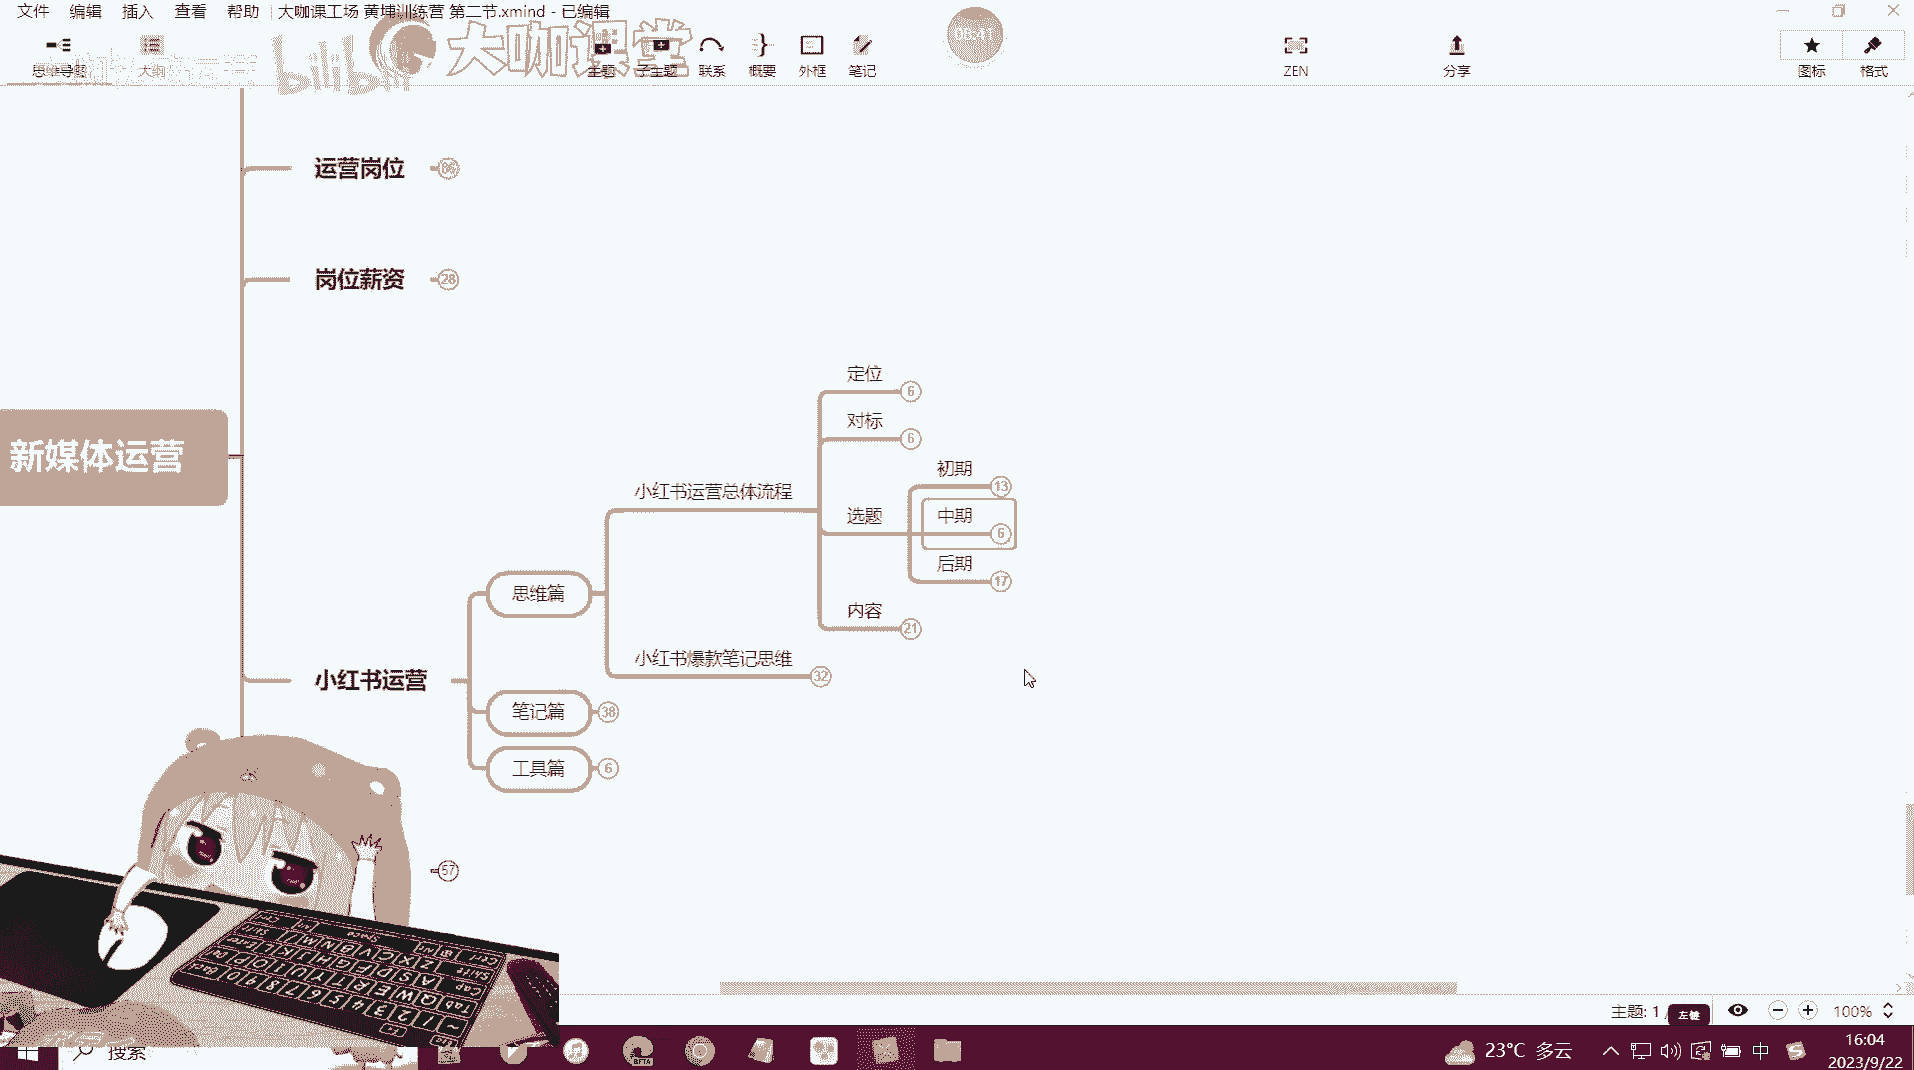 文件 编辑 插入 查看 帮助 大咖课工场 黄埔训练营 第二节.xmind - 已编辑
大咖课堂
bilibili
08:41
思维导图 大纲 主题 子主题 联系 概要 外框 笔记 ZEN 分享 图标 格式
运营岗位
岗位薪资 28
新媒体运营
定位 6
对标 6
初期 13
小红书运营总体流程
选题
中期 6
后期 17
思维篇
内容 21
小红书爆款笔记思维 32
小红书运营
笔记篇 38
工具篇 6
57
主题: 1 /
左键
100%
搜索
BETA
23°C 多云
中
16:04
2023/9/22